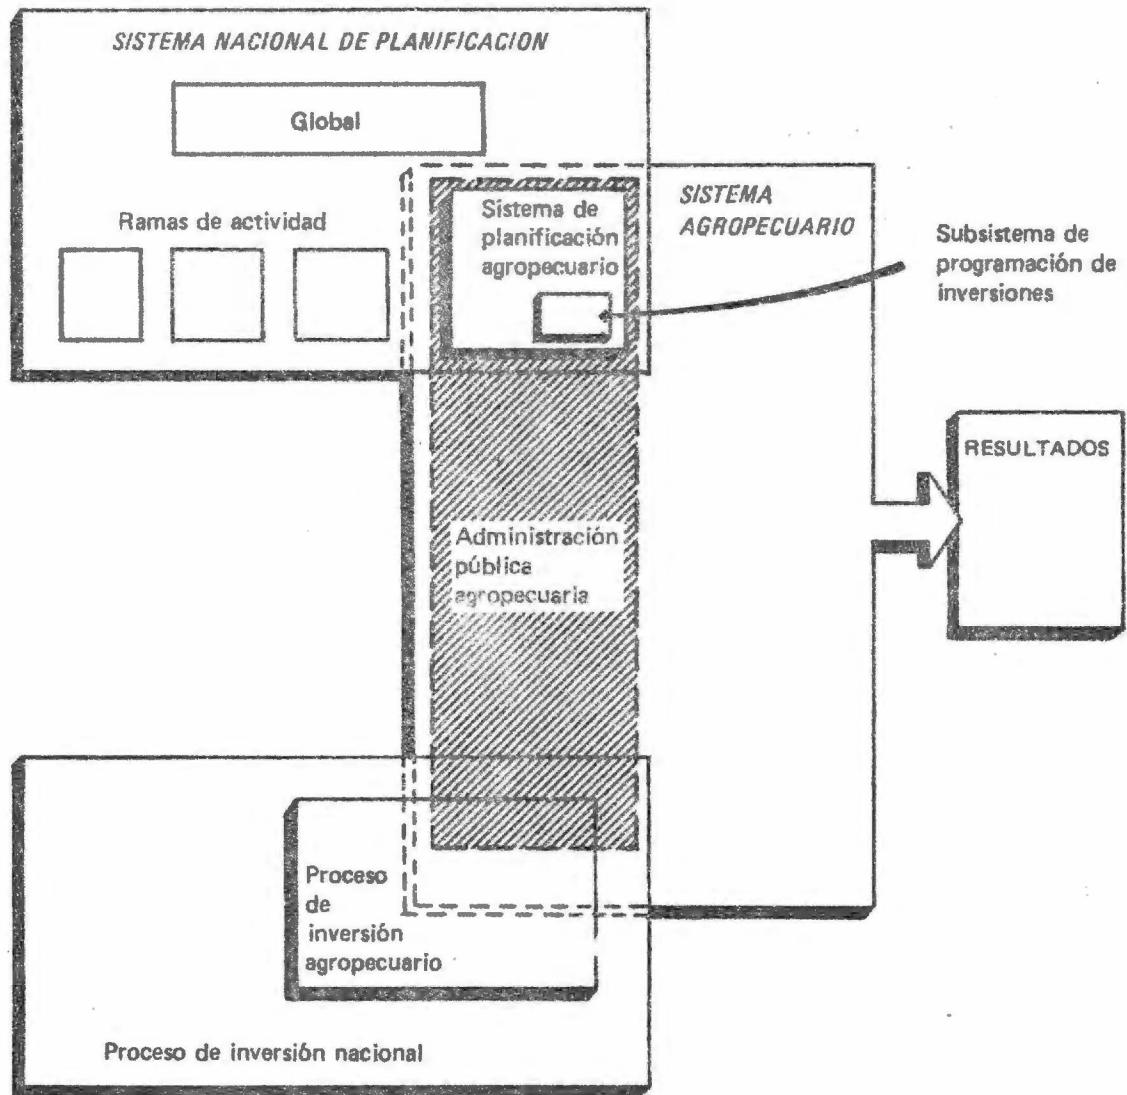 SISTEMA NACIONAL DE PLANIFICACION
Global
Ramas de actividad
Sistema de
planificación
agropecuario
SISTEMA
AGROPECUARIO
Subsistema de
programación de
inversiones
RESULTADOS
Administración
pública
agropecuaria
Proceso
de
inversión
agropecuario
Proceso de inversión nacional